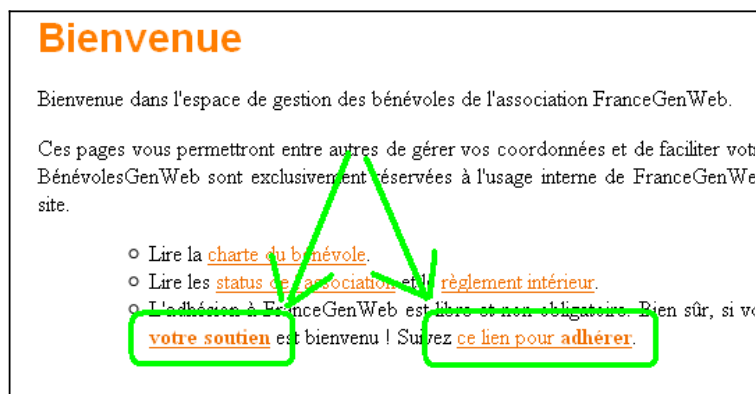 Bienvenue
Bienvenue dans l'espace de gestion des bénévoles de l'association FranceGenWeb.
Ces pages vous permettront entre autres de gérer vos coordonnées et de faciliter
BénévolesGenWeb sont exclusivement réservées à l'usage interne de
site.
Lire la charte du bénévole.
Lire les status de l'association et le règlement intérieur.
L'adhésion à FranceGenWeb est libre et non obligatoire. Bien sûr, si
votre soutien est bienvenu ! Suivez ce lien pour adhérer.